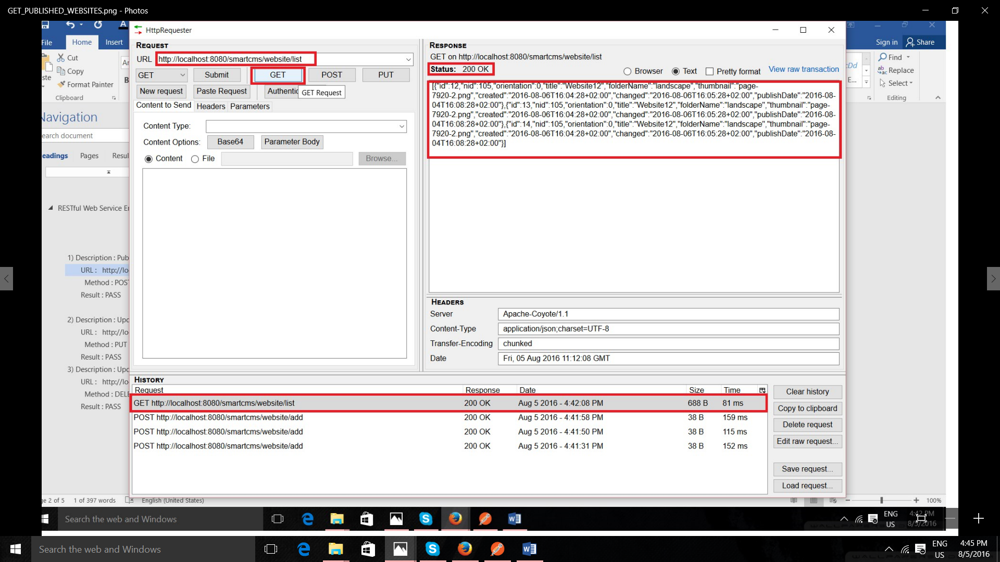 GET_PUBLISHED_WEBSITES.png - Photos
File
Home
Insert
Sign in
Share
Cut
Copy
Format Painter
Clipboard
Find
Replace
Select
Editing
Navigation
Search document
Headings
Pages
RESTful Web Service
1) Description :
URL :
Method : POST
Result : PASS
2) Description :
URL :
Method : PUT
Result : PASS
3) Description :
URL :
Method :
Result : PASS
HttpRequester
REQUEST
URL http://localhost:8080/smartcms/website/list
GET
Submit
GET
POST
PUT
New request
Paste Request
GET Request
Content to Send
Headers
Parameters
Content Type:
Content Options:
Base64
Parameter Body
Content
File
Browse...
RESPONSE
GET on http://localhost:8080/smartcms/website/list
Status: 200 OK
Browser
Text
Pretty format
View raw transaction
[{"id":12,"nid":105,"orientation":0,"title":"Website12","folderName":"landscape","thumbnail":"page-
7920-2.png","created":"2016-08-06T16:04:28+02:00","changed":"2016-08-06T16:05:28+02:00","publishDate":"2016-08-
04T16:08:28+02:00"},{"id":13,"nid":105,"orientation":0,"title":"Website12","folderName":"landscape","thumbnail":"page-
7920-2.png","created":"2016-08-06T16:04:28+02:00","changed":"2016-08-06T16:05:28+02:00","publishDate":"2016-08-
04T16:08:28+02:00"},{"id":14,"nid":105,"orientation":0,"title":"Website12","folderName":"landscape","thumbnail":"page-
7920-2.png","created":"2016-08-06T16:04:28+02:00","changed":"2016-08-06T16:05:28+02:00","publishDate":"2016-08-
04T16:08:28+02:00"}]
HEADERS
Server Apache-Coyote/1.1
Content-Type application/json;charset=UTF-8
Transfer-Encoding chunked
Date Fri, 05 Aug 2016 11:12:08 GMT
HISTORY
Request Response Date Size Time
GET http://localhost:8080/smartcms/website/list 200 OK Aug 5 2016 - 4:42:08 PM 688 B 81 ms
POST http://localhost:8080/smartcms/website/add 200 OK Aug 5 2016 - 4:41:58 PM 38 B 159 ms
POST http://localhost:8080/smartcms/website/add 200 OK Aug 5 2016 - 4:41:50 PM 38 B 115 ms
POST http://localhost:8080/smartcms/website/add 200 OK Aug 5 2016 - 4:41:31 PM 38 B 152 ms
Clear history
Copy to clipboard
Delete request
Edit raw request...
Save request...
Load request...
2 of 5
1 of 397 words
English (United States)
100%
Search the web and Windows
ENG
US
4:42 PM
8/5/2016
Search the web and Windows
ENG
US
4:45 PM
8/5/2016